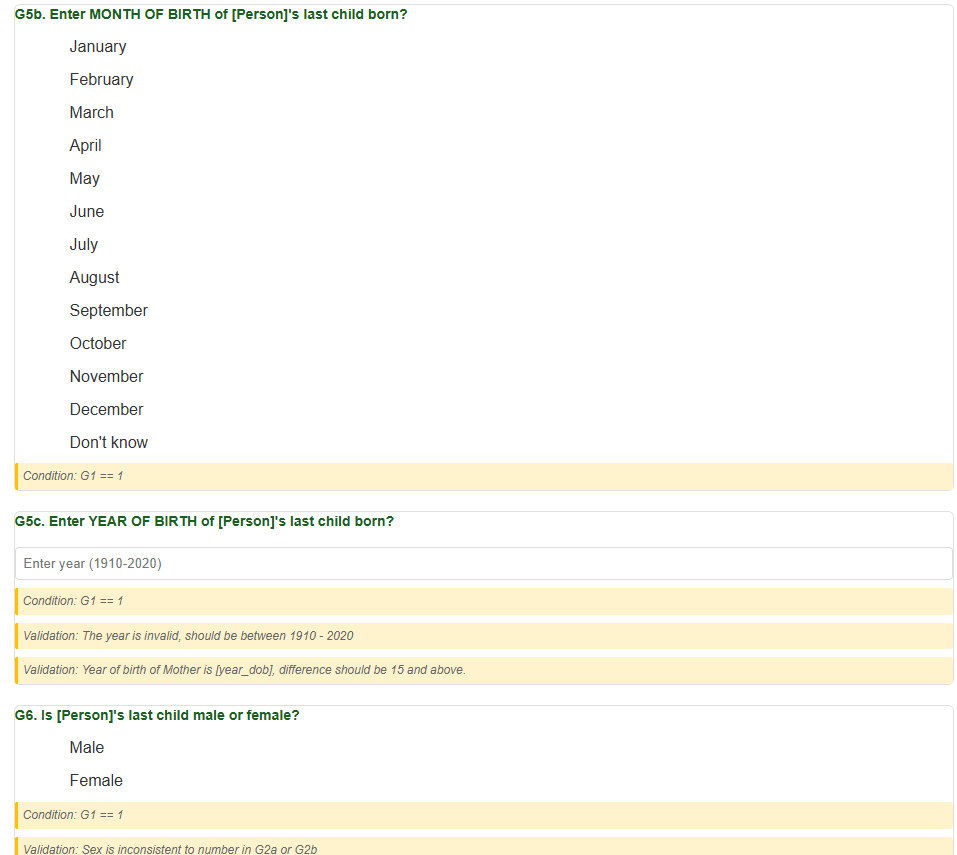 G5b. Enter MONTH OF BIRTH of [Person]'s last child born?
January
February
March
April
May
June
July
August
September
October
November
December
Don't know
Condition: G1 == 1
G5c. Enter YEAR OF BIRTH of [Person]'s last child born?
Enter year (1910-2020)
Condition: G1 == 1
Validation: The year is invalid, should be between 1910 - 2020
Validation: Year of birth of Mother is [year_dob], difference should be 15 and above.
G6. Is [Person]'s last child male or female?
Male
Female
Condition: G1 == 1
Validation: Sex is inconsistent to number in G2a or G2b